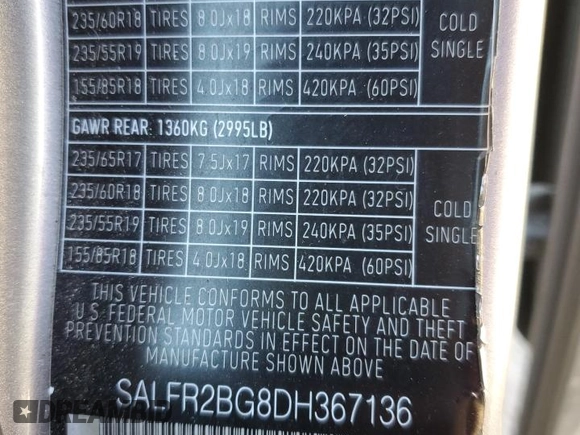 235/60R18 TIRES 8.0Jx18 RIMS 220KPA (32PSI) COLD
235/55R19 TIRES 8.0Jx19 RIMS 240KPA (35PSI) SINGLE
155/85R18 TIRES 4.0Jx18 RIMS 420KPA (60PSI)
GAWR REAR: 1360KG (2995LB)
235/65R17 TIRES 7.5Jx17 RIMS 220KPA (32PSI)
235/60R18 TIRES 8.0Jx18 RIMS 220KPA (32PSI) COLD
235/55R19 TIRES 8.0Jx19 RIMS 240KPA (35PSI) SINGLE
155/85R18 TIRES 4.0Jx18 RIMS 420KPA (60PSI)
THIS VEHICLE CONFORMS TO ALL APPLICABLE
U.S. FEDERAL MOTOR VEHICLE SAFETY AND THEFT
PREVENTION STANDARDS IN EFFECT ON THE DATE OF
MANUFACTURE SHOWN ABOVE
SALFR2BG8DH367136
AUTOBIDMASTER